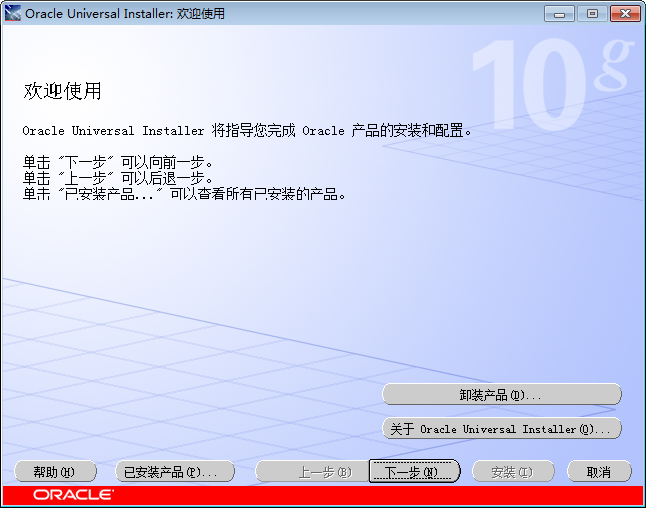 Oracle Universal Installer: 欢迎使用
10g
欢迎使用
Oracle Universal Installer 将指导您完成 Oracle 产品的安装和配置。
单击 "下一步" 可以向前一步。
单击 "上一步" 可以后退一步。
单击 "已安装产品..." 可以查看所有已安装的产品。
卸装产品(D)...
关于 Oracle Universal Installer(O)...
帮助(H) 已安装产品(P)... 上一步(B) 下一步(N) 安装(I) 取消
ORACLE